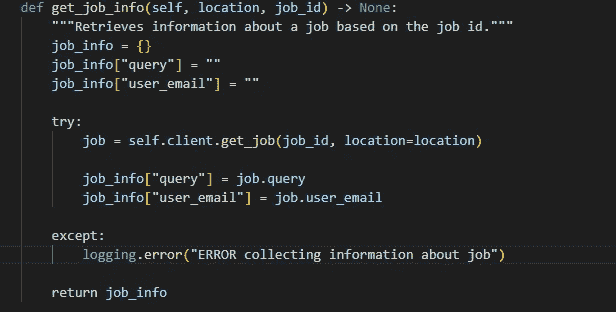 def get_job_info(self, location, job_id) -> None:
    """Retrieves information about a job based on the job id."""
    job_info = {}
    job_info["query"] = ""
    job_info["user_email"] = ""

    try:
        job = self.client.get_job(job_id, location=location)

        job_info["query"] = job.query
        job_info["user_email"] = job.user_email

    except:
        logging.error("ERROR collecting information about job")

    return job_info